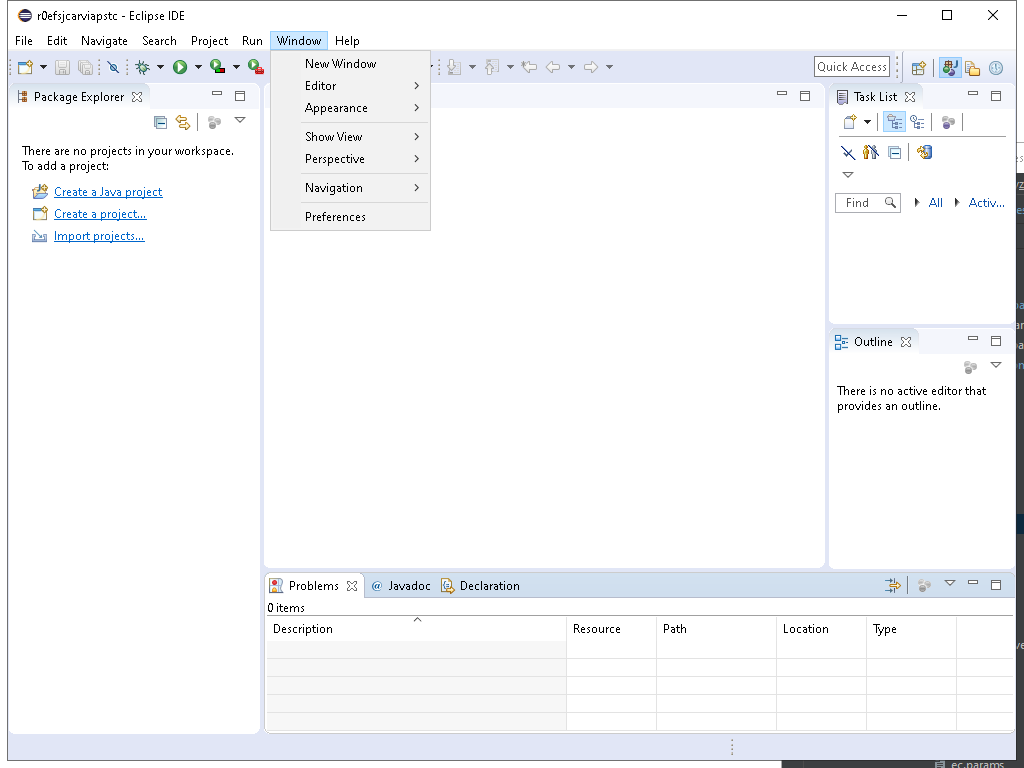 r0efsjcarviapstc - Eclipse IDE
File Edit Navigate Search Project Run Window Help
Quick Access
New Window
Editor
Appearance
Show View
Perspective
Navigation
Preferences
Package Explorer
There are no projects in your workspace.
To add a project:
Create a Java project
Create a project...
Import projects...
Task List
Find All Activ...
Outline
There is no active editor that
provides an outline.
Problems @ Javadoc Declaration
0 items
Description Resource Path Location Type
ec.params